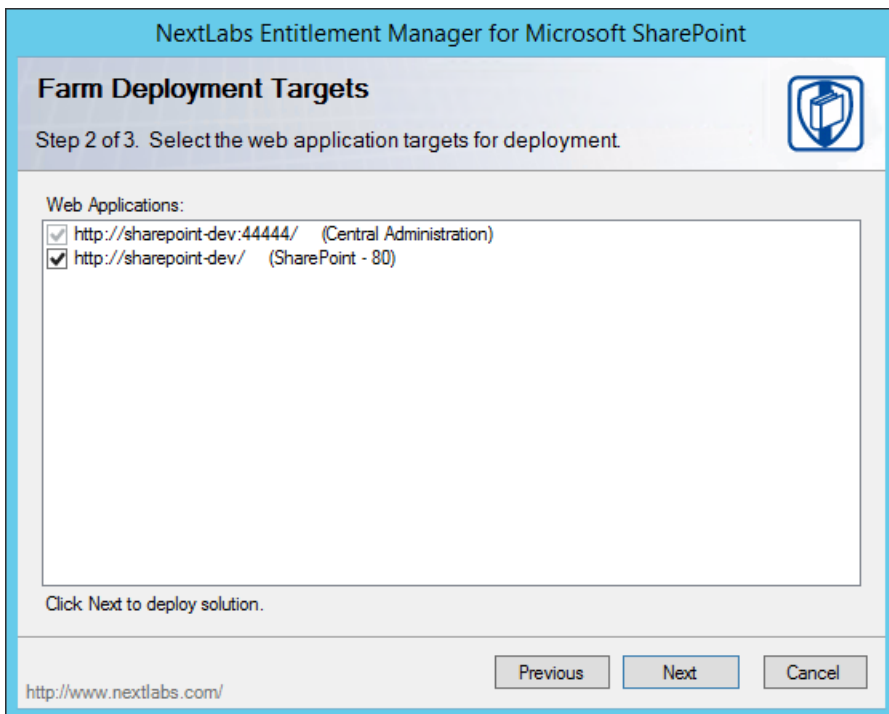 NextLabs Entitlement Manager for Microsoft SharePoint
Farm Deployment Targets
Step 2 of 3. Select the web application targets for deployment.
Web Applications:
http://sharepoint-dev:44444/ (Central Administration)
http://sharepoint-dev/ (SharePoint - 80)
Click Next to deploy solution.
Previous Next Cancel
http://www.nextlabs.com/